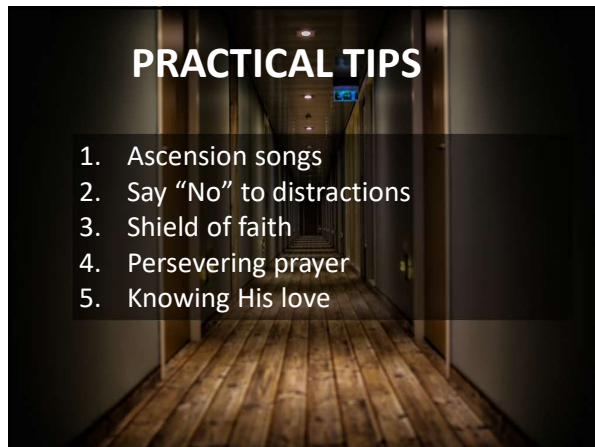 PRACTICAL TIPS
1. Ascension songs
2. Say “No” to distractions
3. Shield of faith
4. Persevering prayer
5. Knowing His love